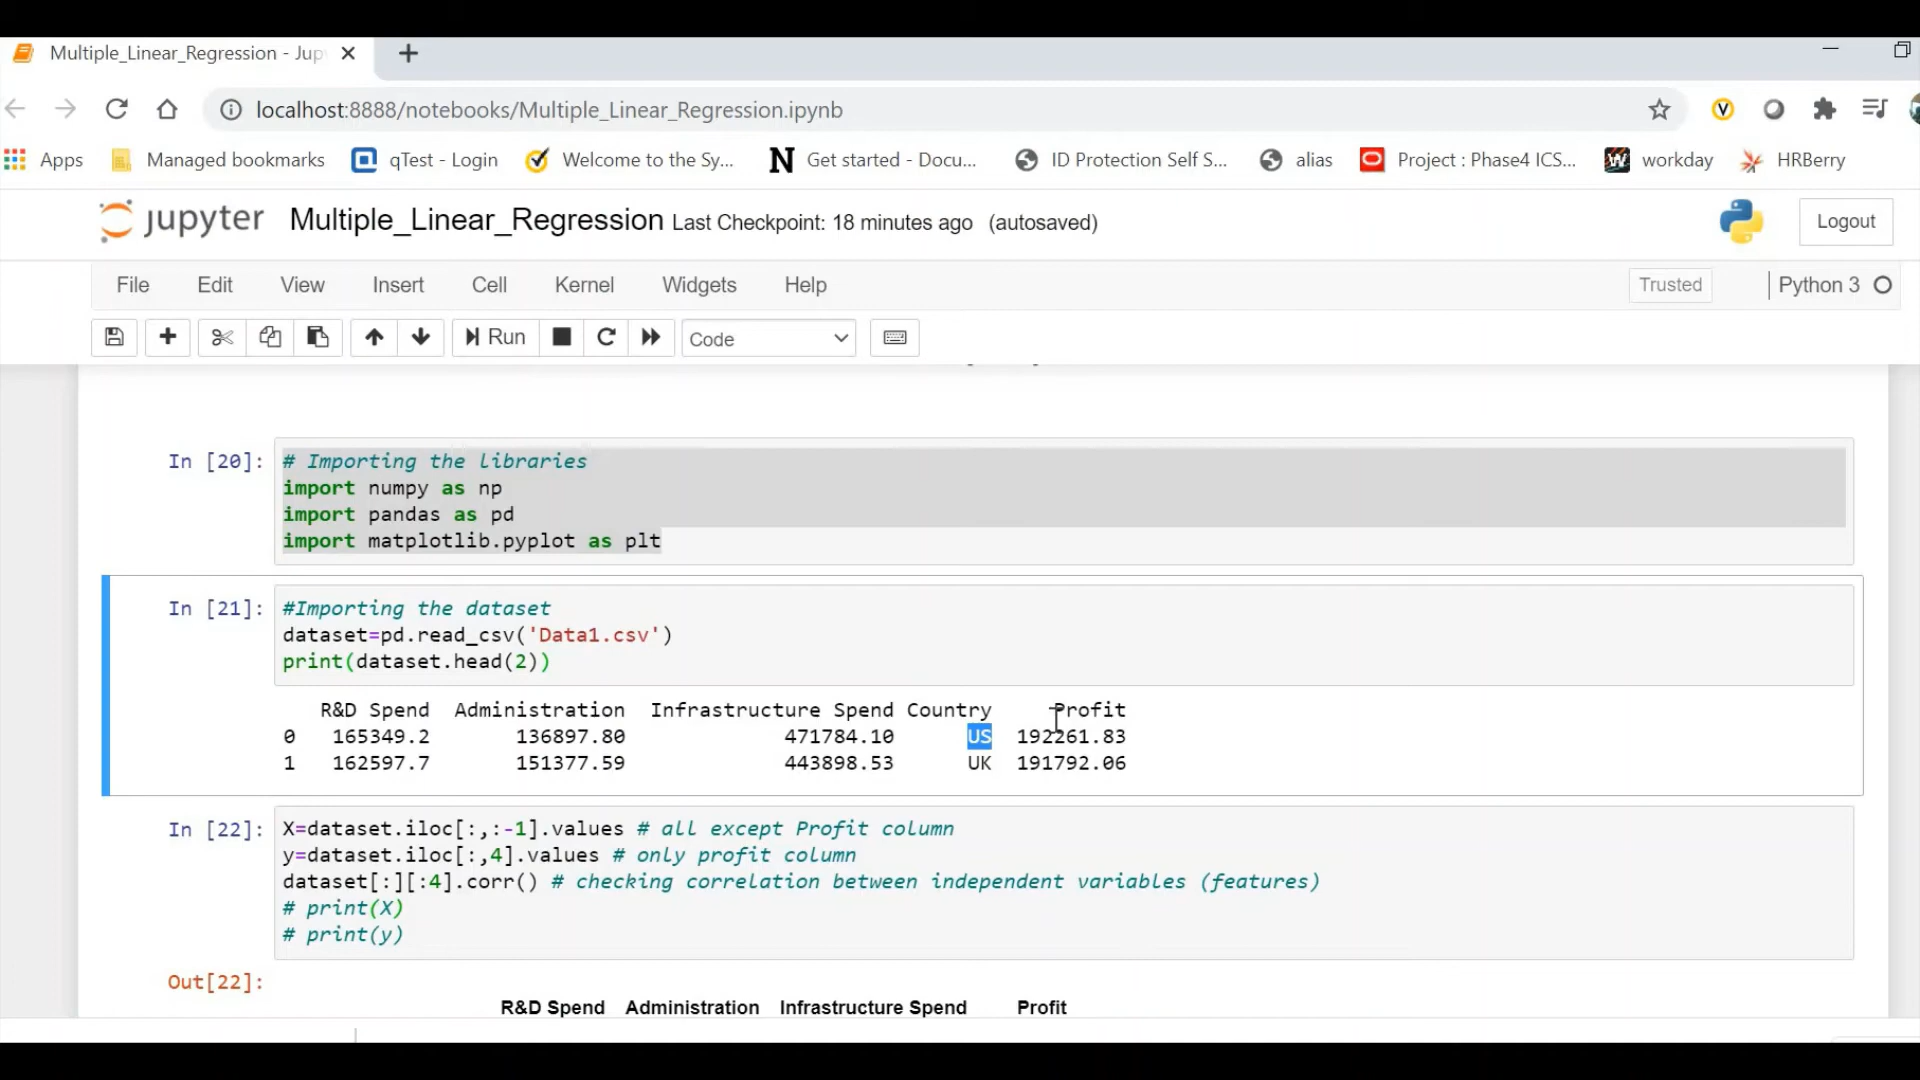 Multiple_Linear_Regression - Jup
localhost:8888/notebooks/Multiple_Linear_Regression.ipynb
Apps Managed bookmarks qTest - Login Welcome to the Sy... Get started - Docu... ID Protection Self S... alias Project : Phase4 ICS... workday HRBerry
jupyter Multiple_Linear_Regression Last Checkpoint: 18 minutes ago (autosaved) Logout
File Edit View Insert Cell Kernel Widgets Help Trusted Python 3
Run Code
In [20]: # Importing the libraries
import numpy as np
import pandas as pd
import matplotlib.pyplot as plt
In [21]: #Importing the dataset
dataset=pd.read_csv('Data1.csv')
print(dataset.head(2))
R&D Spend Administration Infrastructure Spend Country Profit
0 165349.2 136897.80 471784.10 US 192261.83
1 162597.7 151377.59 443898.53 UK 191792.06
In [22]: X=dataset.iloc[:,:-1].values # all except Profit column
y=dataset.iloc[:,4].values # only profit column
dataset[:][:4].corr() # checking correlation between independent variables (features)
# print(X)
# print(y)
Out[22]:
R&D Spend Administration Infrastructure Spend Profit